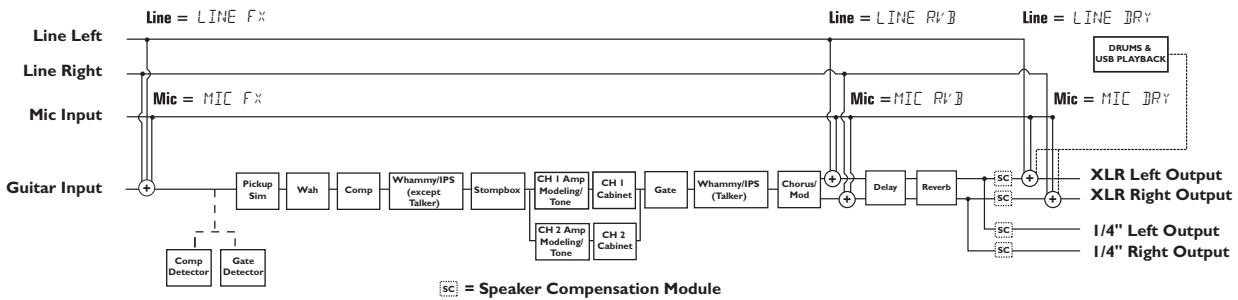 Line = LINE FX
Line = LINE RVB
Line = LINE DRY
Line Left
DRUMS &
USB PLAYBACK
Line Right
Mic = MIC FX
Mic = MIC RVB
Mic = MIC DRY
Mic Input
Guitar Input
+
Pickup
Sim
Wah
Comp
Whammy/IPS
(except
Talker)
Stompbox
CH 1 Amp
Modeling/
Tone
CH 1
Cabinet
CH 2 Amp
Modeling/
Tone
CH 2
Cabinet
Gate
Whammy/IPS
(Talker)
Chorus/
Mod
+
+
Delay
Reverb
SC
+
XLR Left Output
SC
+
XLR Right Output
SC
1/4" Left Output
SC
1/4" Right Output
Comp
Detector
Gate
Detector
SC = Speaker Compensation Module